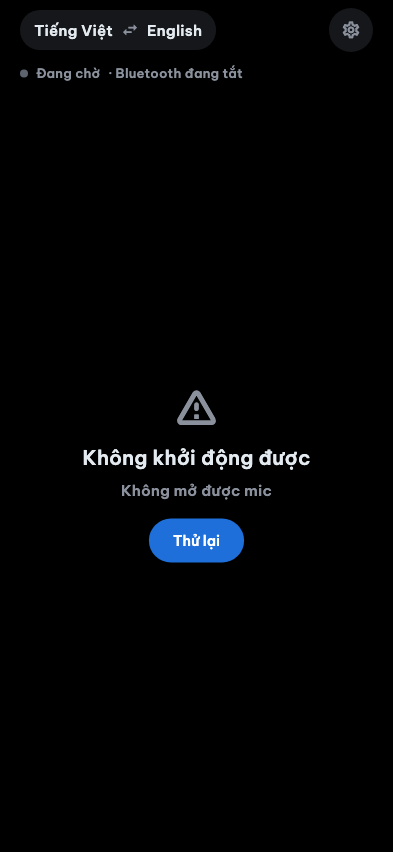 Tiếng Việt English
Đang chờ · Bluetooth đang tắt
Không khởi động được
Không mở được mic
Thử lại